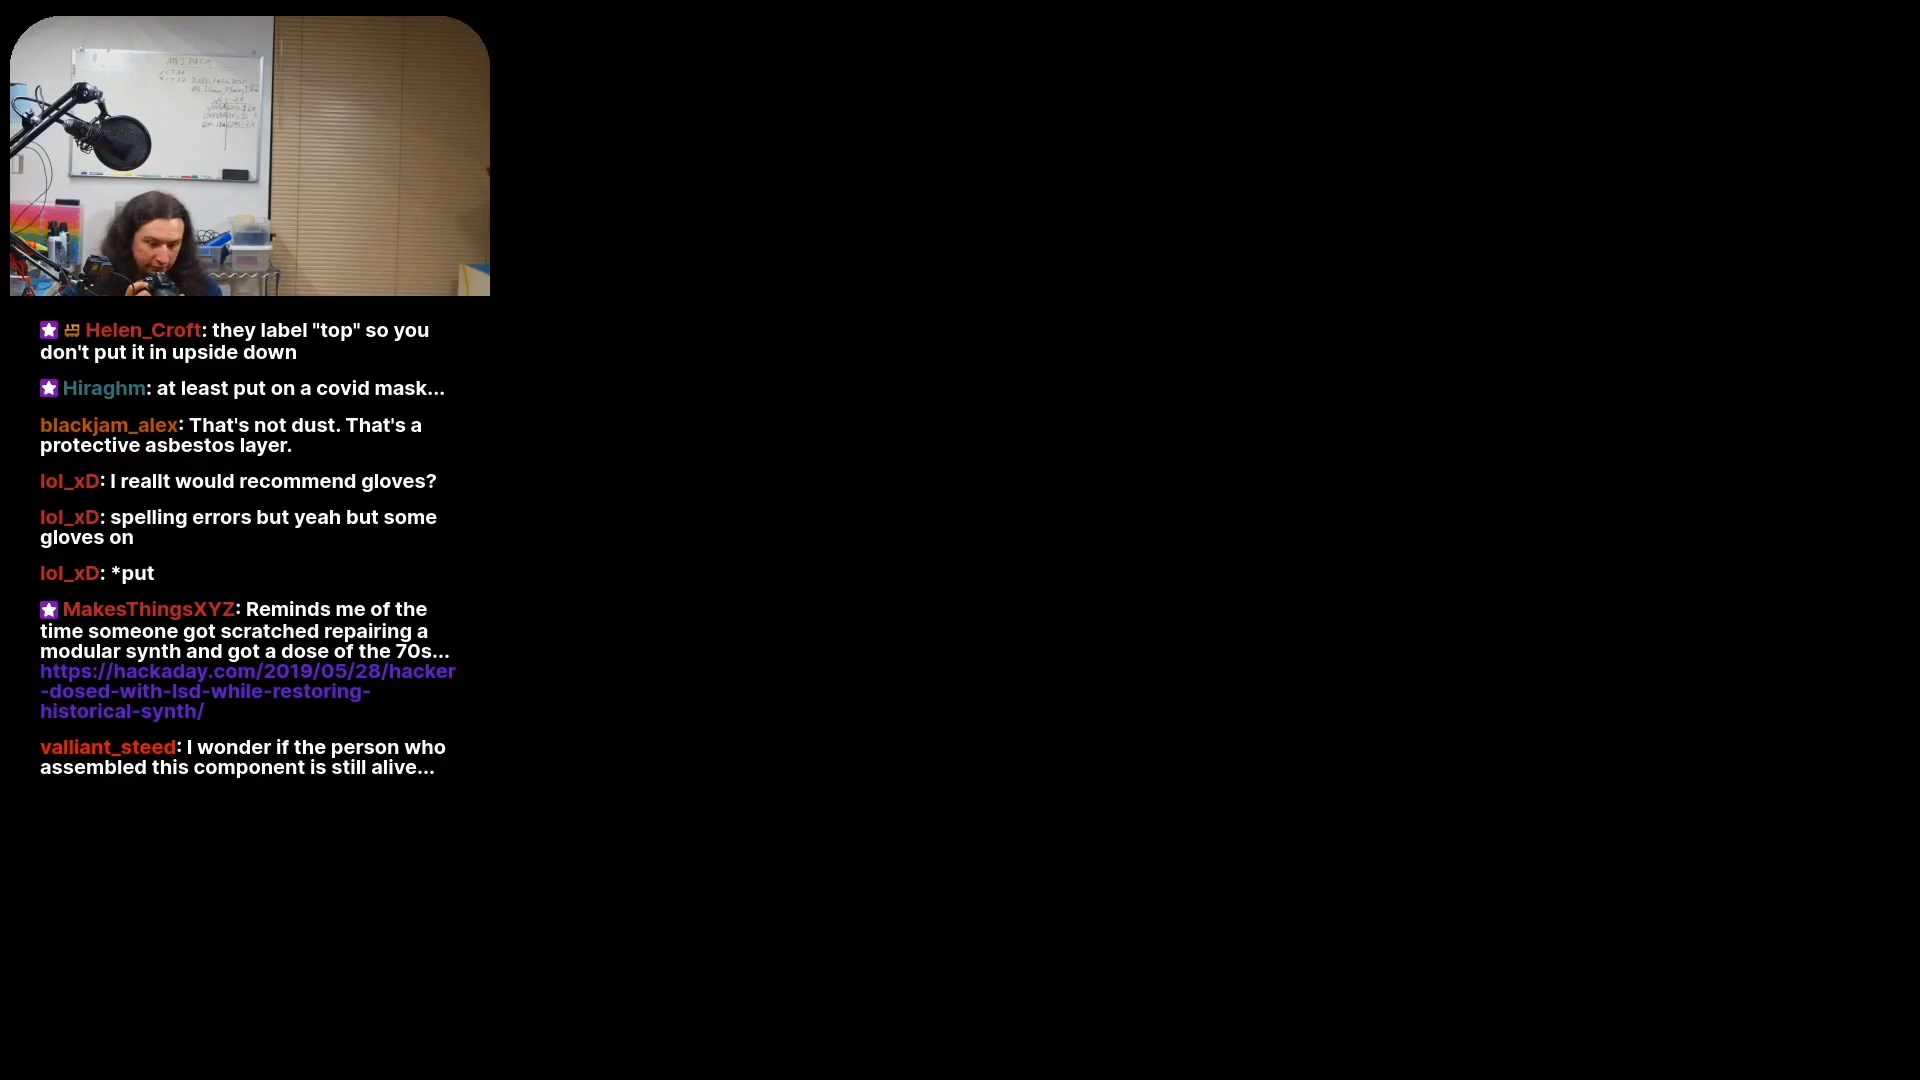 Helen_Croft: they label "top" so you
don't put it in upside down
Hiraghm: at least put on a covid mask...
blackjam_alex: That's not dust. That's a
protective asbestos layer.
lol_xD: I reallt would recommend gloves?
lol_xD: spelling errors but yeah but some
gloves on
lol_xD: *put
MakesThingsXYZ: Reminds me of the
time someone got scratched repairing a
modular synth and got a dose of the 70s...
https://hackaday.com/2019/05/28/hacker
-dosed-with-lsd-while-restoring-
historical-synth/
valliant_steed: I wonder if the person who
assembled this component is still alive...